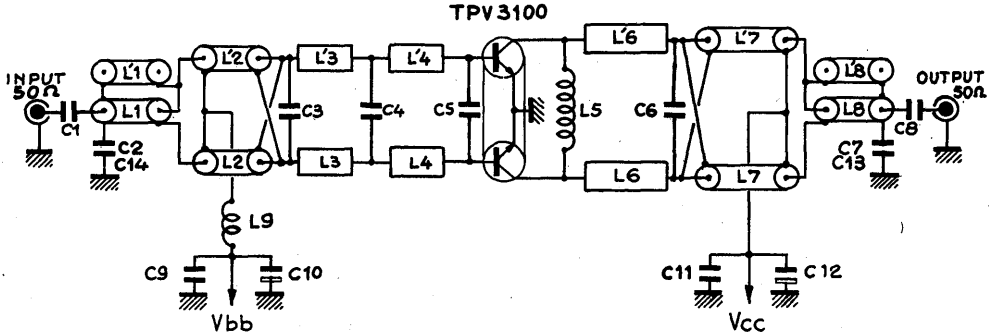 TPV3100
INPUT
50Ω
C1
L'1
L1
C2
C14
L'2
L2
L9
C9
C10
Vbb
C3
L'3
L3
C4
L'4
L4
C5
L5
L'6
L6
C6
L'7
L7
C11
C12
Vcc
L'8
L8
C7
C13
C8
OUTPUT
50Ω